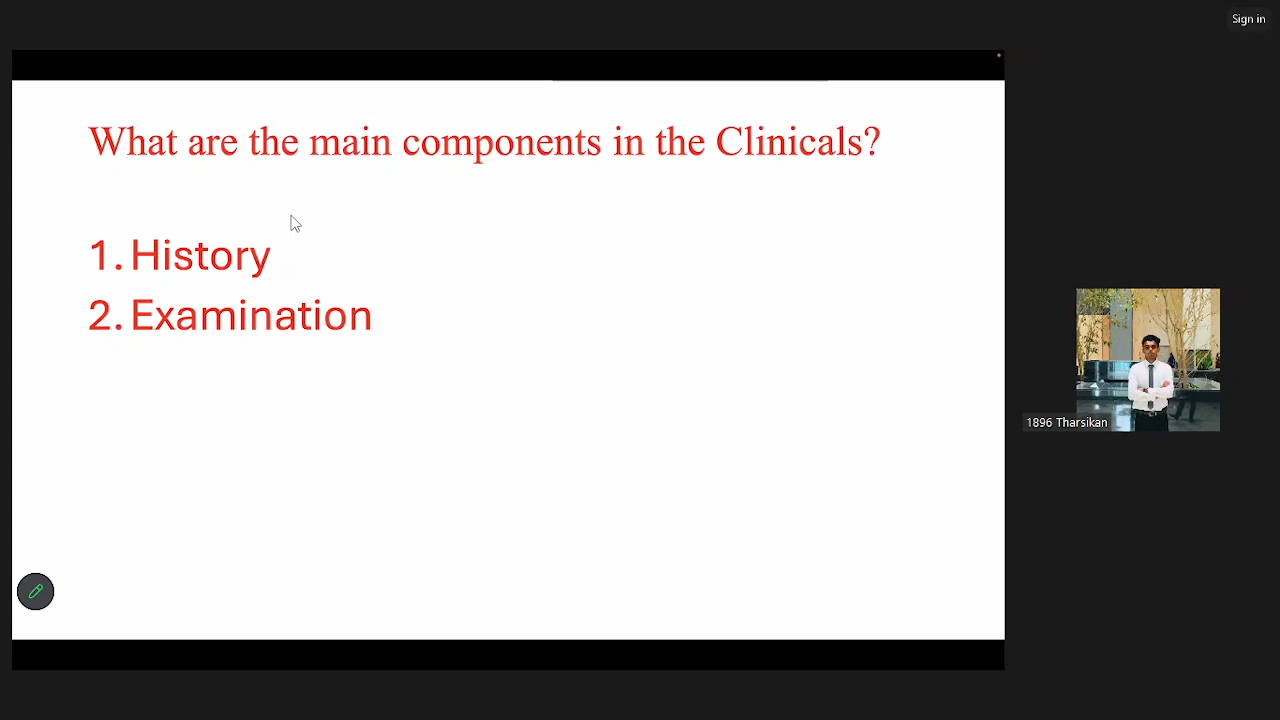 Sign in
What are the main components in the Clinicals?
1. History
2. Examination
1896 Tharsikan